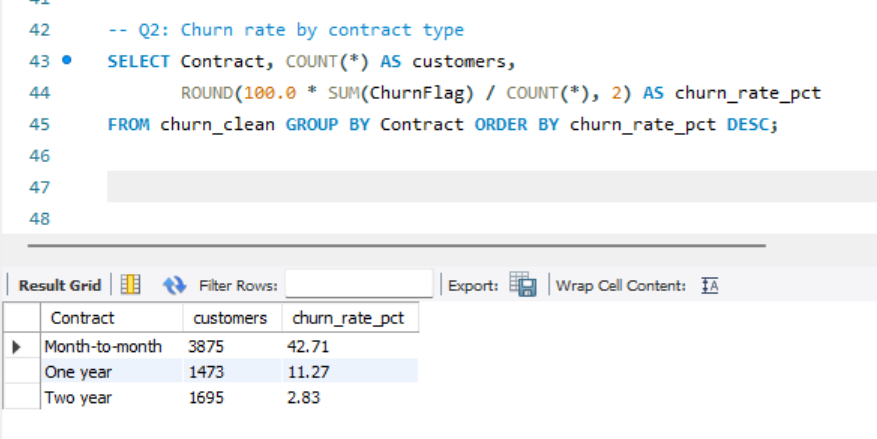 41
42 -- Q2: Churn rate by contract type
43 SELECT Contract, COUNT(*) AS customers,
44 ROUND(100.0 * SUM(ChurnFlag) / COUNT(*), 2) AS churn_rate_pct
45 FROM churn_clean GROUP BY Contract ORDER BY churn_rate_pct DESC;
46
47
48
Result Grid Filter Rows: Export: Wrap Cell Content: IA
Contract customers churn_rate_pct
Month-to-month 3875 42.71
One year 1473 11.27
Two year 1695 2.83